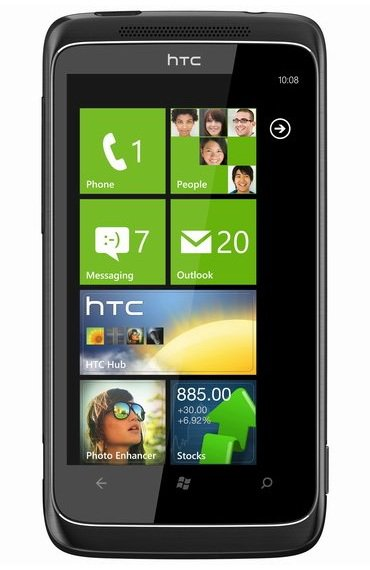 hTC
10:08
1
Phone
People
7
Messaging
20
Outlook
hTC
HTC Hub
Photo Enhancer
885.00
+30.00
+6.92%
Stocks